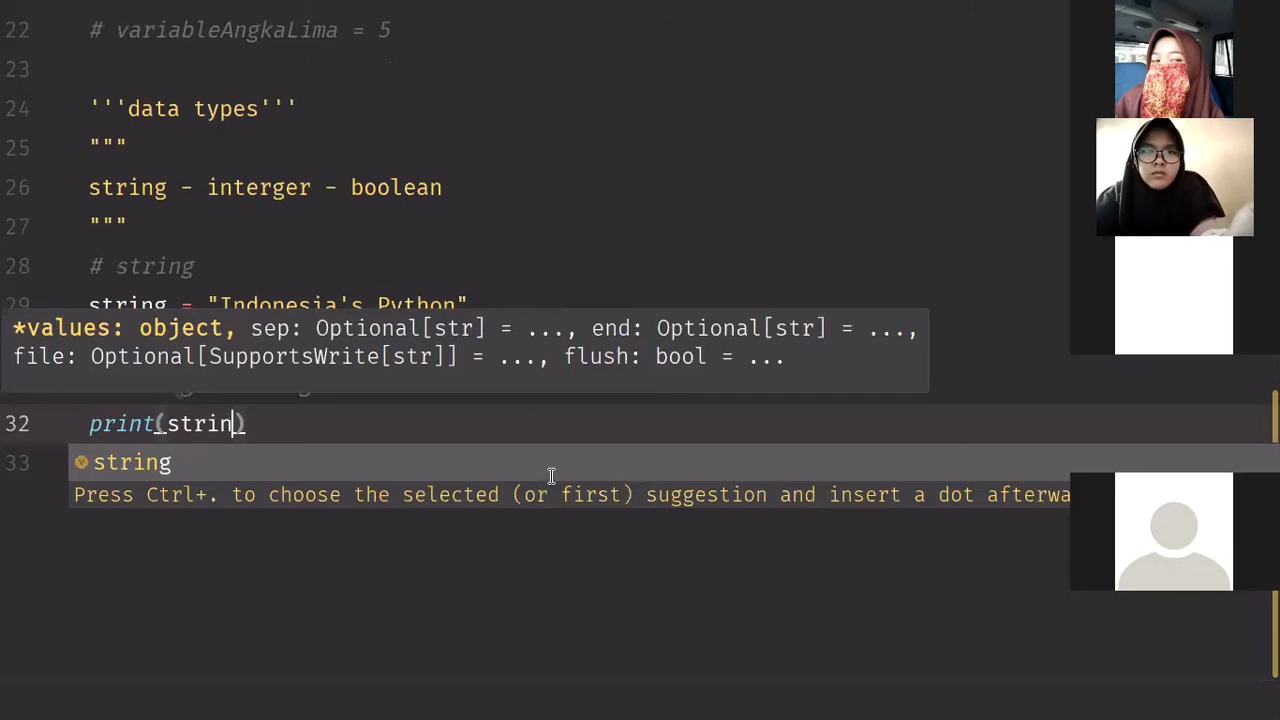 22 # variableAngkaLima = 5
23
24 '''data types'''
25 """
26 string - interger - boolean
27 """
28 # string
29 string = "Indonesia's Python"
*values: object, sep: Optional[str] = ..., end: Optional[str] = ...,
file: Optional[SupportsWrite[str]] = ..., flush: bool = ...
32 print(strin)
33
string
Press Ctrl+. to choose the selected (or first) suggestion and insert a dot